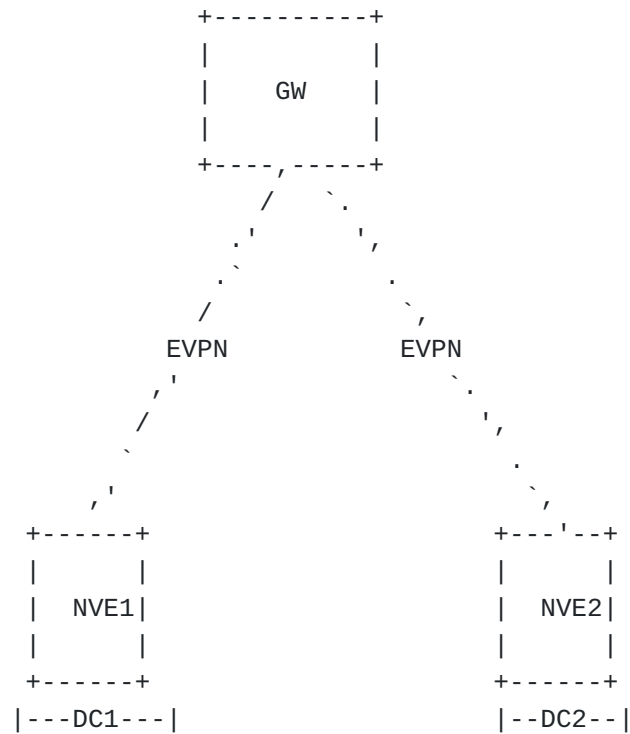 GW
EVPN EVPN
NVE1 NVE2
|---DC1---| |--DC2--|